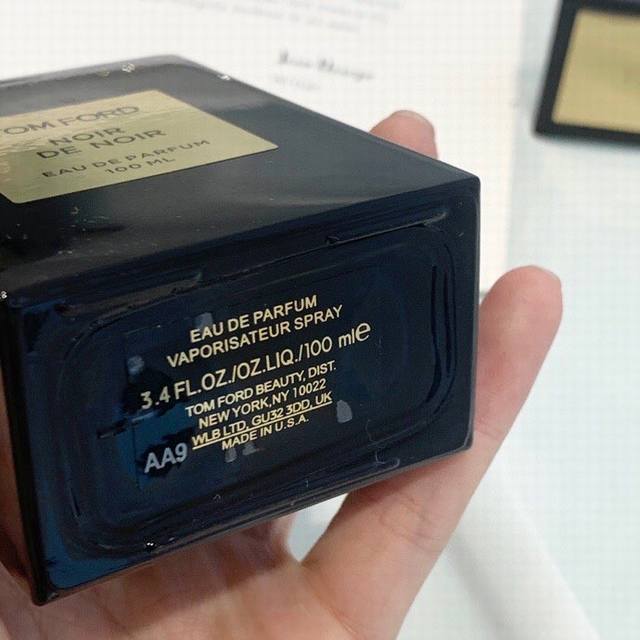 TOM FORD
NOIR
DE NOIR
EAU DE PARFUM
100 ML
EAU DE PARFUM
VAPORISATEUR SPRAY
3.4 FL.OZ./OZ.LIQ./100 ml e
TOM FORD BEAUTY, DIST.
NEW YORK, NY 10022
WLB LTD, GU32 3DD, UK
MADE IN U.S.A.
AA9